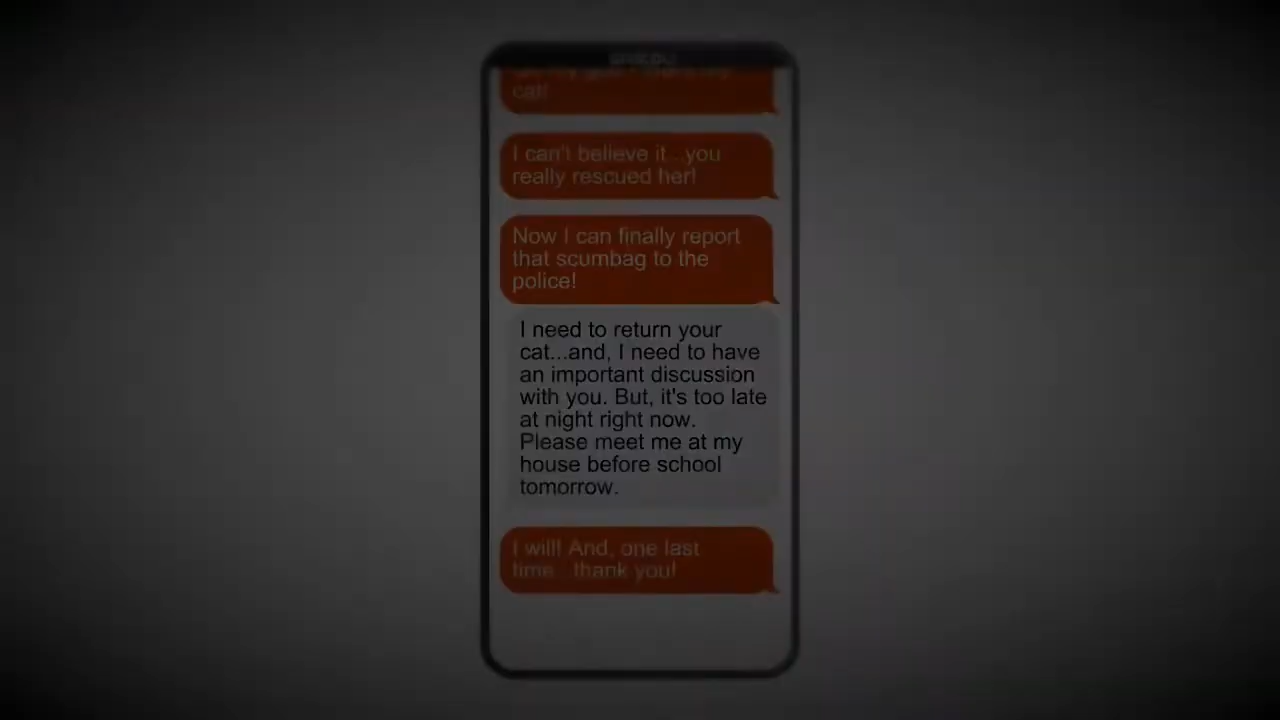 cat!
I can't believe it...you
really rescued her!
Now I can finally report
that scumbag to the
police!
I need to return your
cat...and, I need to have
an important discussion
with you. But, it's too late
at night right now.
Please meet me at my
house before school
tomorrow.
I will! And, one last
time...thank you!